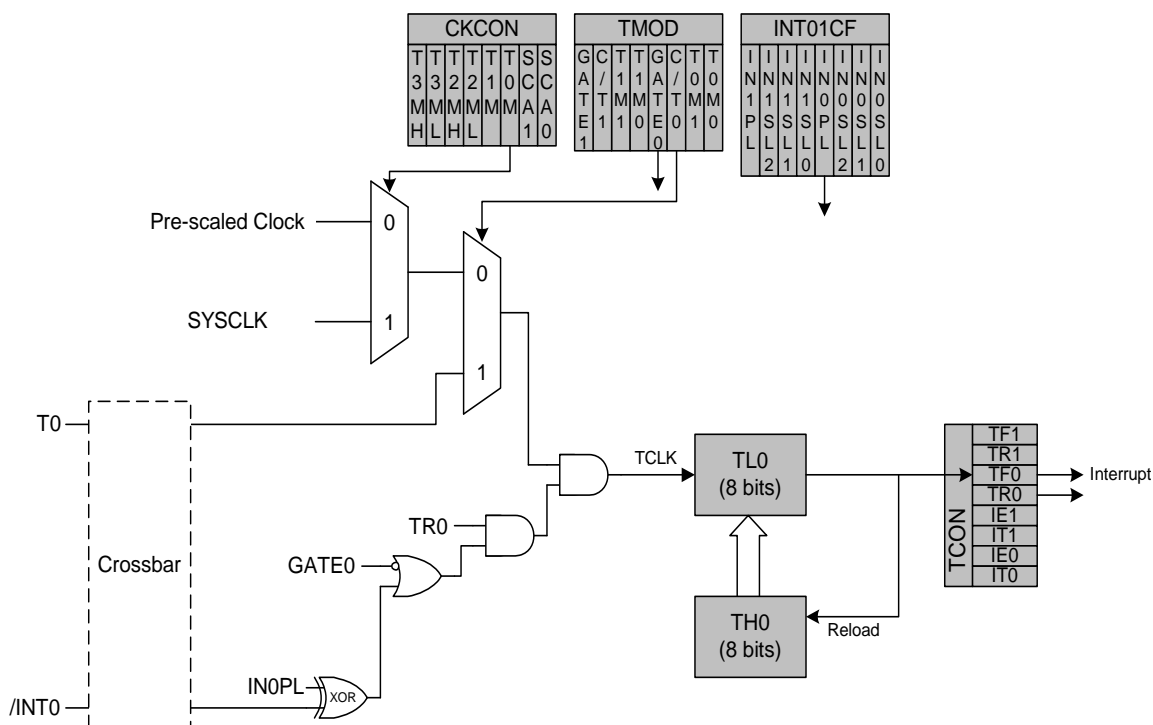 CKCON
T3MH
T3ML
T2MH
T2ML
T1M
T0M
SCA1
SCA0
TMOD
GATE1
C/T1
T1M1
T1M0
GATE0
C/T0
T0M1
T0M0
INT01CF
IN1PL
IN1SL2
IN1SL1
IN1SL0
IN0PL
IN0SL2
IN0SL1
IN0SL0
Pre-scaled Clock
0
SYSCLK
1
0
1
T0
Crossbar
/INT0
TR0
GATE0
IN0PL
XOR
TCLK
TL0
(8 bits)
TH0
(8 bits)
Reload
TCON
TF1
TR1
TF0
TR0
IE1
IT1
IE0
IT0
Interrupt